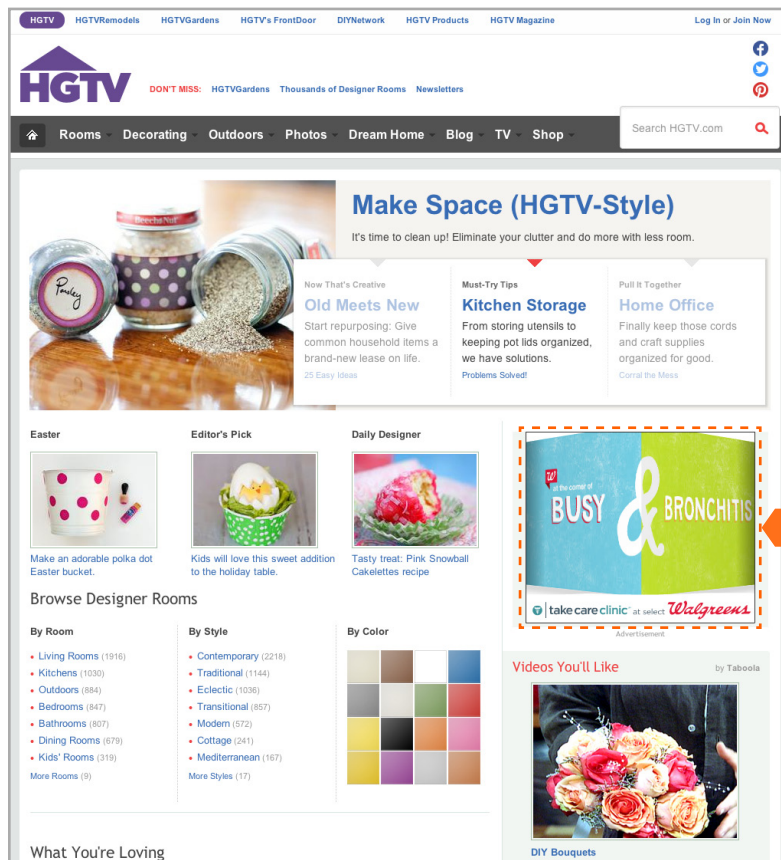 HGTV HGTVRemodels HGTVGardens HGTV's FrontDoor DIYNetwork HGTV Products HGTV Magazine Log In or Join Now
HGTV
DON'T MISS: HGTVGardens Thousands of Designer Rooms Newsletters
Rooms Decorating Outdoors Photos Dream Home Blog TV Shop
Search HGTV.com
Beech-Nut
Parsley
Make Space (HGTV-Style)
It's time to clean up! Eliminate your clutter and do more with less room.
Now That's Creative
Old Meets New
Start repurposing: Give
common household items a
brand-new lease on life.
25 Easy Ideas
Must-Try Tips
Kitchen Storage
From storing utensils to
keeping pot lids organized,
we have solutions.
Problems Solved!
Pull It Together
Home Office
Finally keep those cords
and craft supplies
organized for good.
Corral the Mess
Easter
Make an adorable polka dot
Easter bucket.
Editor's Pick
Kids will love this sweet addition
to the holiday table.
Daily Designer
Tasty treat: Pink Snowball
Cakelettes recipe
W
at the corner of
BUSY & BRONCHITIS
take care clinic at select Walgreens
Advertisement
Browse Designer Rooms
By Room
• Living Rooms (1916)
• Kitchens (1030)
• Outdoors (884)
• Bedrooms (847)
• Bathrooms (807)
• Dining Rooms (679)
• Kids' Rooms (319)
More Rooms (9)
By Style
• Contemporary (2218)
• Traditional (1144)
• Eclectic (1036)
• Transitional (857)
• Modern (572)
• Cottage (241)
• Mediterranean (167)
More Styles (17)
By Color
Videos You'll Like by Taboola
DIY Bouquets
What You're Loving